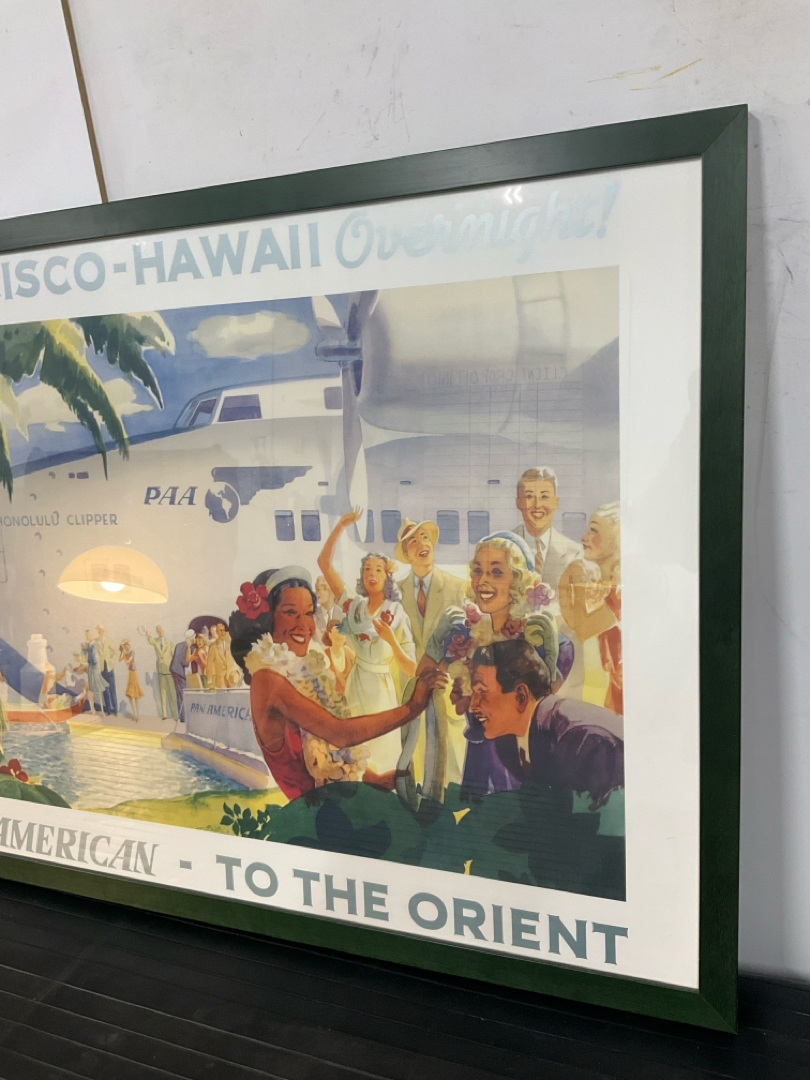 ISCO-HAWAII Overnight!
PAA
HONOLULU CLIPPER
PAN AMERICA
AMERICAN - TO THE ORIENT